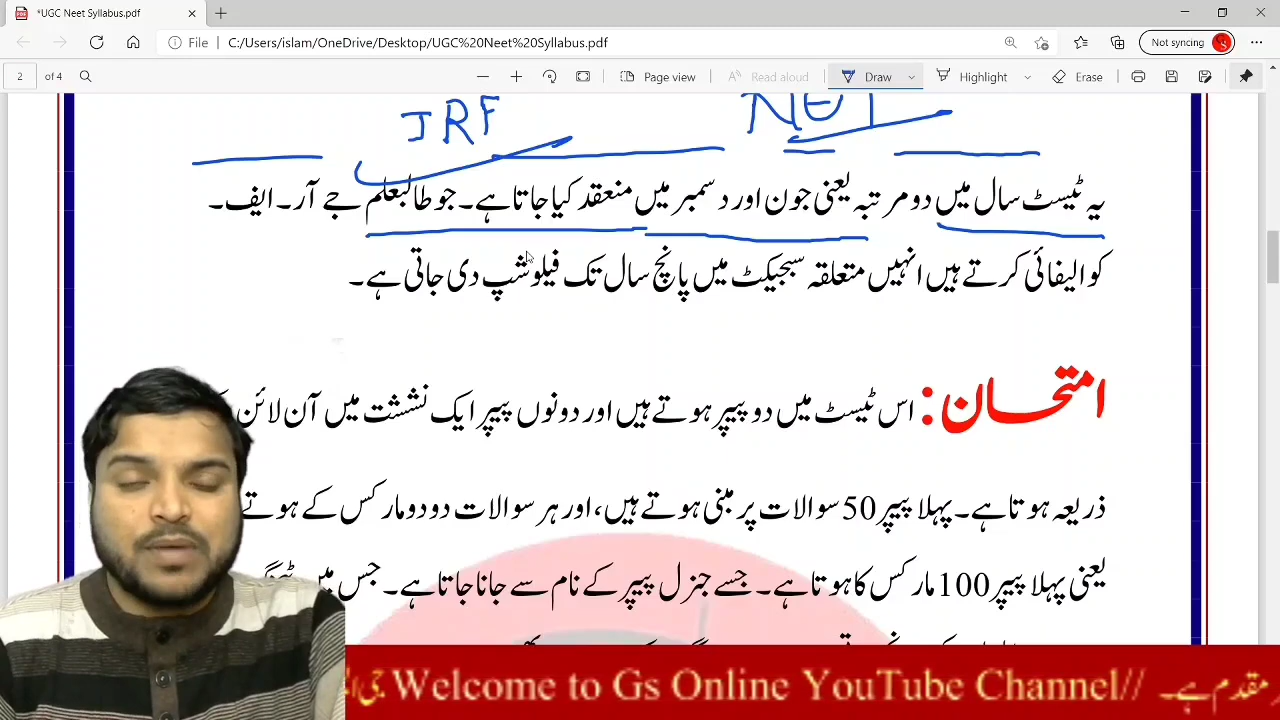 *UGC Neet Syllabus.pdf
File
C:/Users/islam/OneDrive/Desktop/UGC%20Neet%20Syllabus.pdf
Not syncing
Gs
2 of 4
Page view
Read aloud
Draw
Highlight
Erase
JRF
NET
یہ ٹیسٹ سال میں دو مرتبہ یعنی جون اور دسمبر میں منعقد کیا جاتا ہے۔ جو طالبعلم جے آر۔ ایف۔
کوالیفائی کرتے ہیں انہیں متعلقہ سبجیکٹ میں پانچ سال تک فیلوشپ دی جاتی ہے۔
امتحان: اس ٹیسٹ میں دو پیپر ہوتے ہیں اور دونوں پیپر ایک نششت میں آن لائن
ذریعہ ہوتا ہے۔ پہلا پیپر 50 سوالات پر مبنی ہوتے ہیں، اور ہر سوالات دو دو مارکس کے ہوتے
یعنی پہلا پیپر 100 مارکس کا ہوتا ہے۔ جسے جنرل پیپر کے نام سے جانا جاتا ہے۔ جس میں
Welcome to Gs Online YouTube Channel// مقدم ہے۔